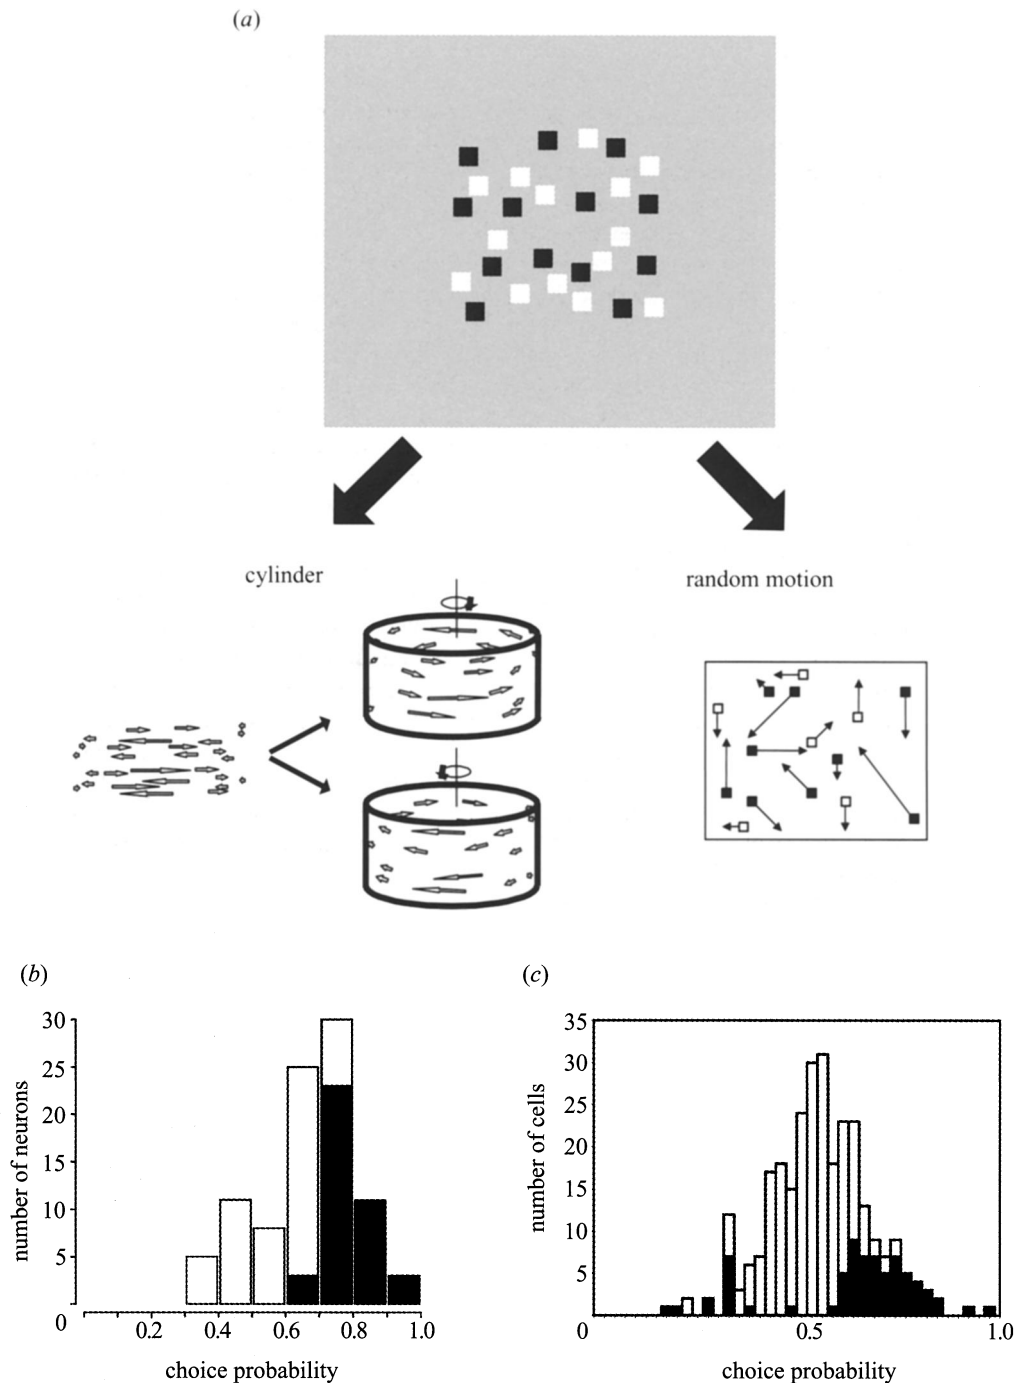 (a)
cylinder
random motion
(b)
(c)
30
25
20
15
10
5
0
number of neurons
0.2
0.4
0.6
0.8
1.0
choice probability
35
30
25
20
15
10
5
0
number of cells
0.5
1.0
choice probability